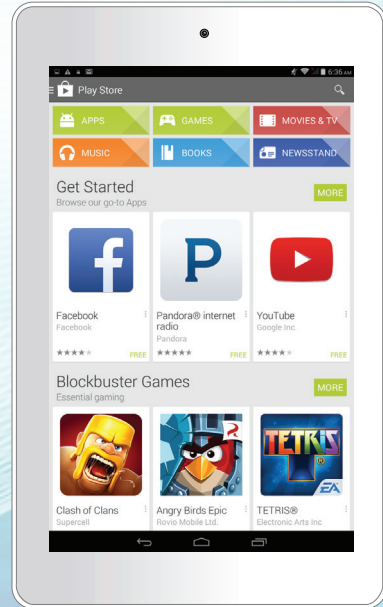 6:36 AM
Play Store
APPS
GAMES
MOVIES & TV
MUSIC
BOOKS
NEWSSTAND
Get Started
MORE
Browse our go-to Apps
f
P
Facebook
Pandora® internet radio
YouTube
Facebook
Pandora
Google Inc.
FREE
FREE
FREE
Blockbuster Games
MORE
Essential gaming
TETRIS
EA
Clash of Clans
Angry Birds Epic
TETRIS®
Supercell
Rovio Mobile Ltd.
Electronic Arts Inc